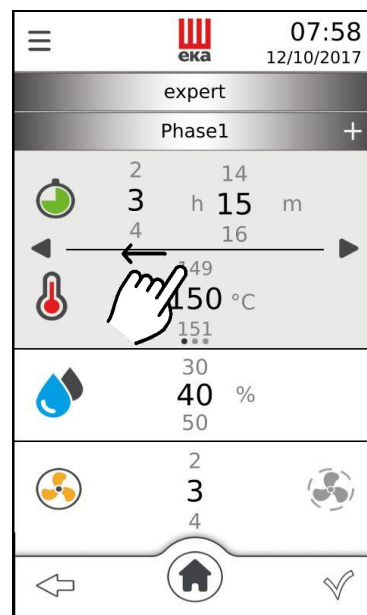 07:58
ека
12/10/2017
expert
Phase1 +
2 14
3 h 15 m
4 16
149
150 °C
151
30
40 %
50
2
3
4